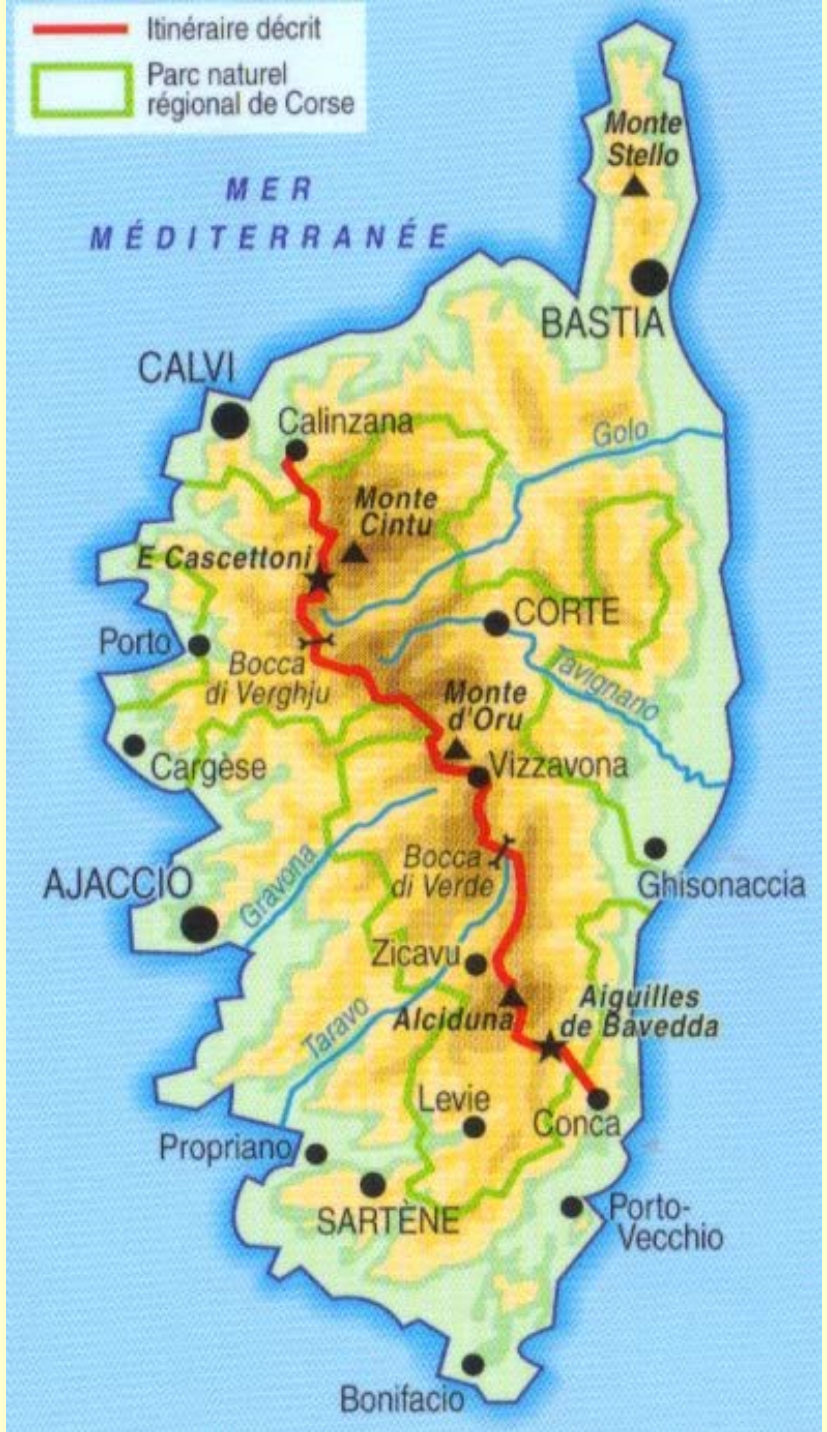 Itinéraire décrit
Parc naturel
régional de Corse
MER
MÉDITERRANÉE
Monte
Stello
BASTIA
CALVI
Calinzana
Golo
Monte
Cintu
E Cascettoni
CORTE
Porto
Bocca
di Verghju
Tavignano
Monte
d'Oru
Cargèse
Vizzavona
Bocca
di Verde
Ghisonaccia
AJACCIO
Gravona
Zicavu
Taravo
Alciduna
Aiguilles
de Bavedda
Levie
Conca
Propriano
SARTÈNE
Porto-
Vecchio
Bonifacio